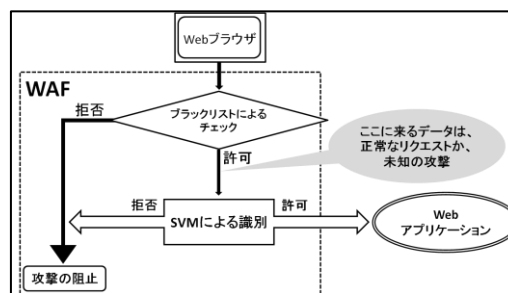 Webブラウザ
WAF
拒否
ブラックリストによる
チェック
許可
ここに来るデータは、
正常なリクエストか、
未知の攻撃
拒否
SVMによる識別
許可
Web
アプリケーション
攻撃の阻止